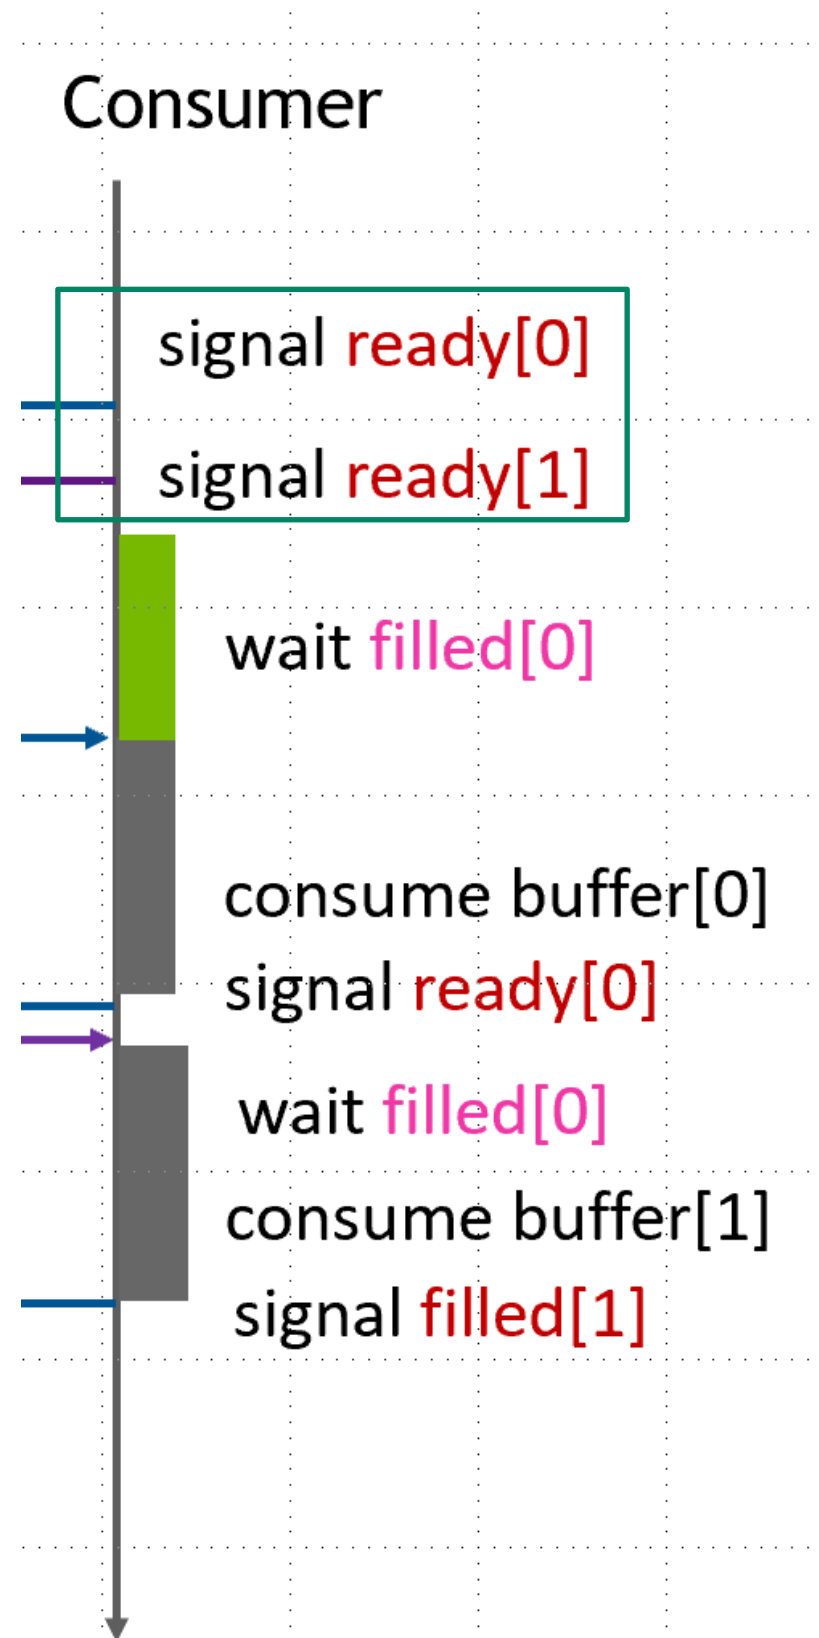 Consumer
signal ready[0]
signal ready[1]
wait filled[0]
consume buffer[0]
signal ready[0]
wait filled[0]
consume buffer[1]
signal filled[1]